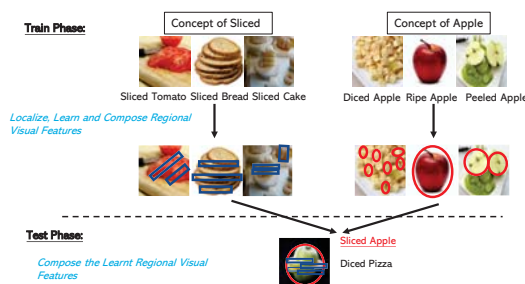 Train Phase:
Concept of Sliced
Concept of Apple
Sliced Tomato Sliced Bread Sliced Cake
Diced Apple Ripe Apple Peeled Apple
Localize, Learn and Compose Regional
Visual Features
Test Phase:
Sliced Apple
Compose the Learnt Regional Visual
Features
Diced Pizza